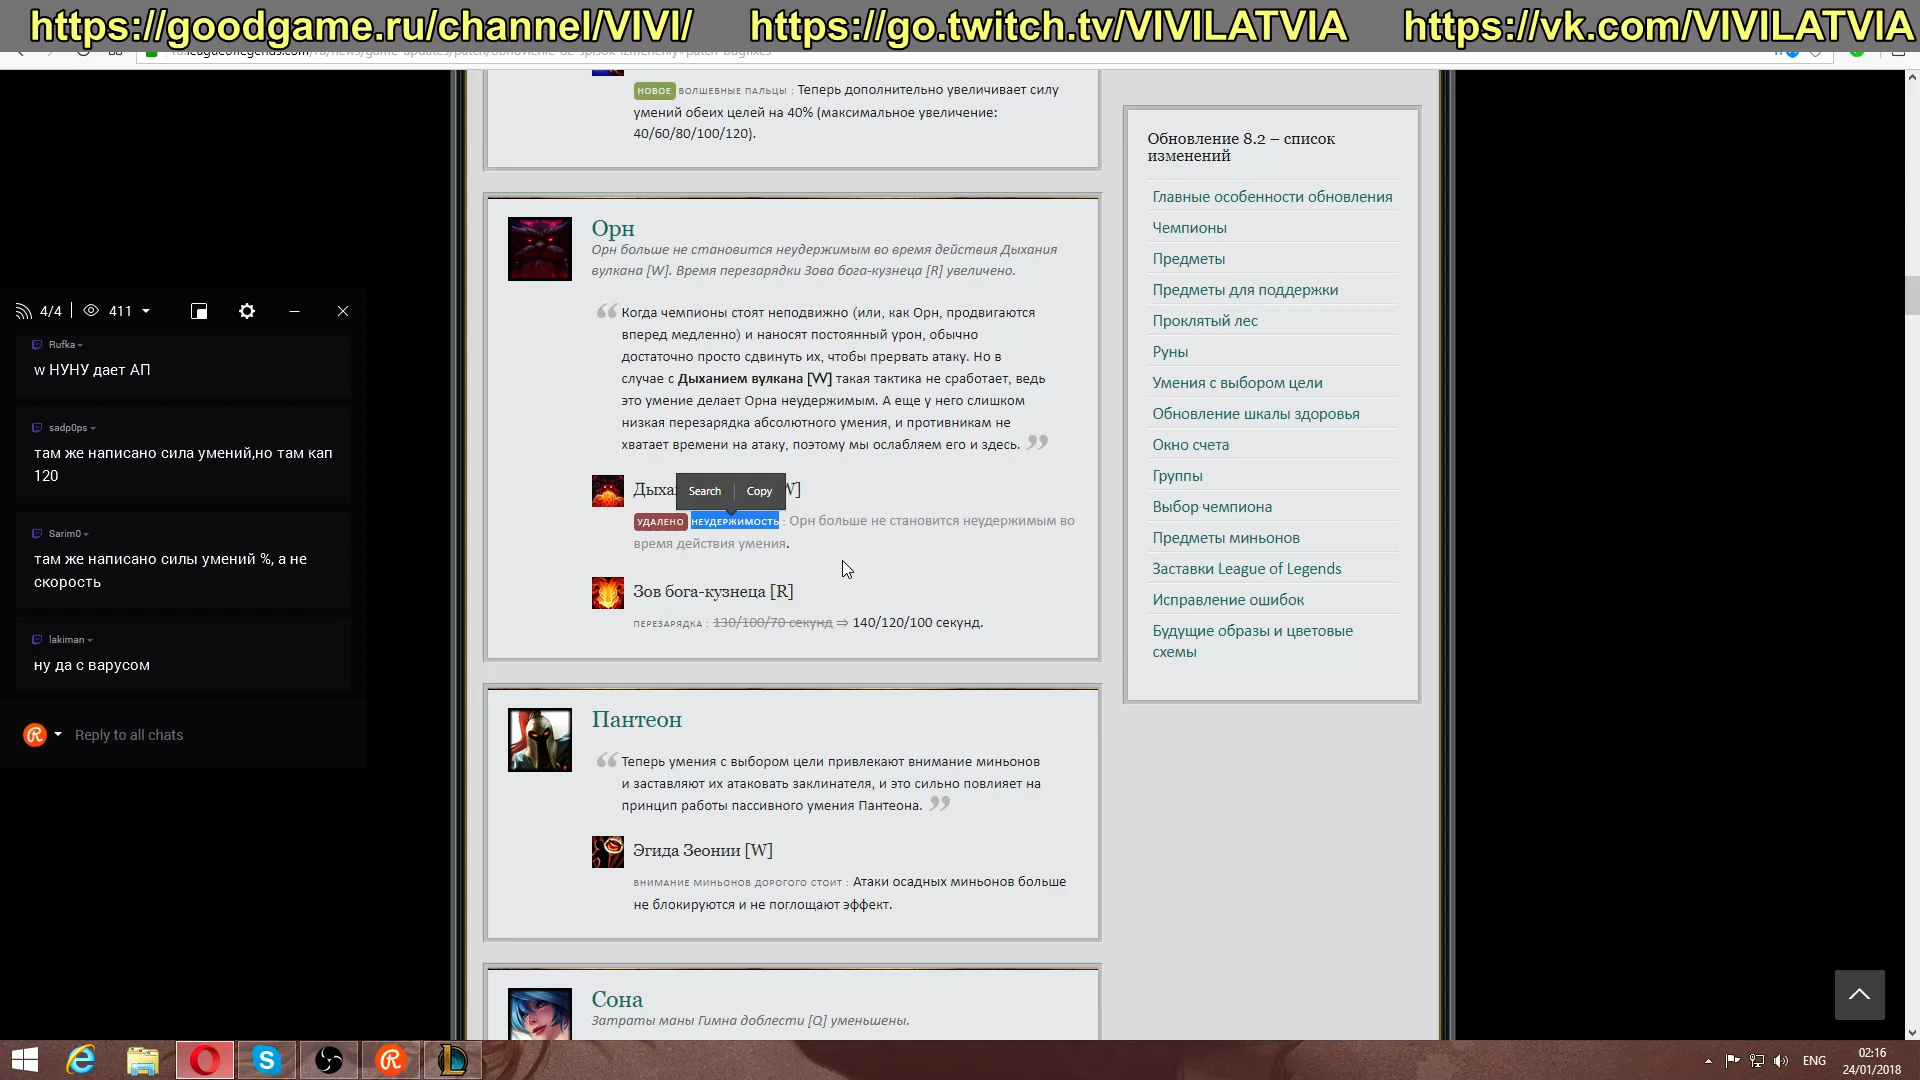 https://goodgame.ru/channel/VIVI/ https://go.twitch.tv/VIVILATVIA https://vk.com/VIVILATVIA
НОВОЕ ВОЛШЕБНЫЕ ПАЛЬЦЫ : Теперь дополнительно увеличивает силу
умений обеих целей на 40% (максимальное увеличение:
40/60/80/100/120).
Орн
Орн больше не становится неудержимым во время действия Дыхания
вулкана [W]. Время перезарядки Зова бога-кузнеца [R] увеличено.
Когда чемпионы стоят неподвижно (или, как Орн, продвигаются
вперед медленно) и наносят постоянный урон, обычно
достаточно просто сдвинуть их, чтобы прервать атаку. Но в
случае с Дыханием вулкана [W] такая тактика не сработает, ведь
это умение делает Орна неудержимым. А еще у него слишком
низкая перезарядка абсолютного умения, и противникам не
хватает времени на атаку, поэтому мы ослабляем его и здесь.
Search Copy
УДАЛЕНО НЕУДЕРЖИМОСТЬ : Орн больше не становится неудержимым во
время действия умения.
Зов бога-кузнеца [R]
ПЕРЕЗАРЯДКА : 130/100/70 секунд ⇒ 140/120/100 секунд.
Пантеон
Теперь умения с выбором цели привлекают внимание миньонов
и заставляют их атаковать заклинателя, и это сильно повлияет на
принцип работы пассивного умения Пантеона.
Эгида Зеонии [W]
ВНИМАНИЕ МИНЬОНОВ ДОРОГОГО СТОИТ : Атаки осадных миньонов больше
не блокируются и не поглощают эффект.
Сона
Затраты маны Гимна доблести [Q] уменьшены.
Обновление 8.2 – список
изменений
Главные особенности обновления
Чемпионы
Предметы
Предметы для поддержки
Проклятый лес
Руны
Умения с выбором цели
Обновление шкалы здоровья
Окно счета
Группы
Выбор чемпиона
Предметы миньонов
Заставки League of Legends
Исправление ошибок
Будущие образы и цветовые
схемы
4/4 411
Rufka
w НУНУ дает АП
sadp0ps
там же написано сила умений,но там кап
120
Sarim0
там же написано силы умений %, а не
скорость
lakiman
ну да с варусом
Reply to all chats
ENG
02:16
24/01/2018